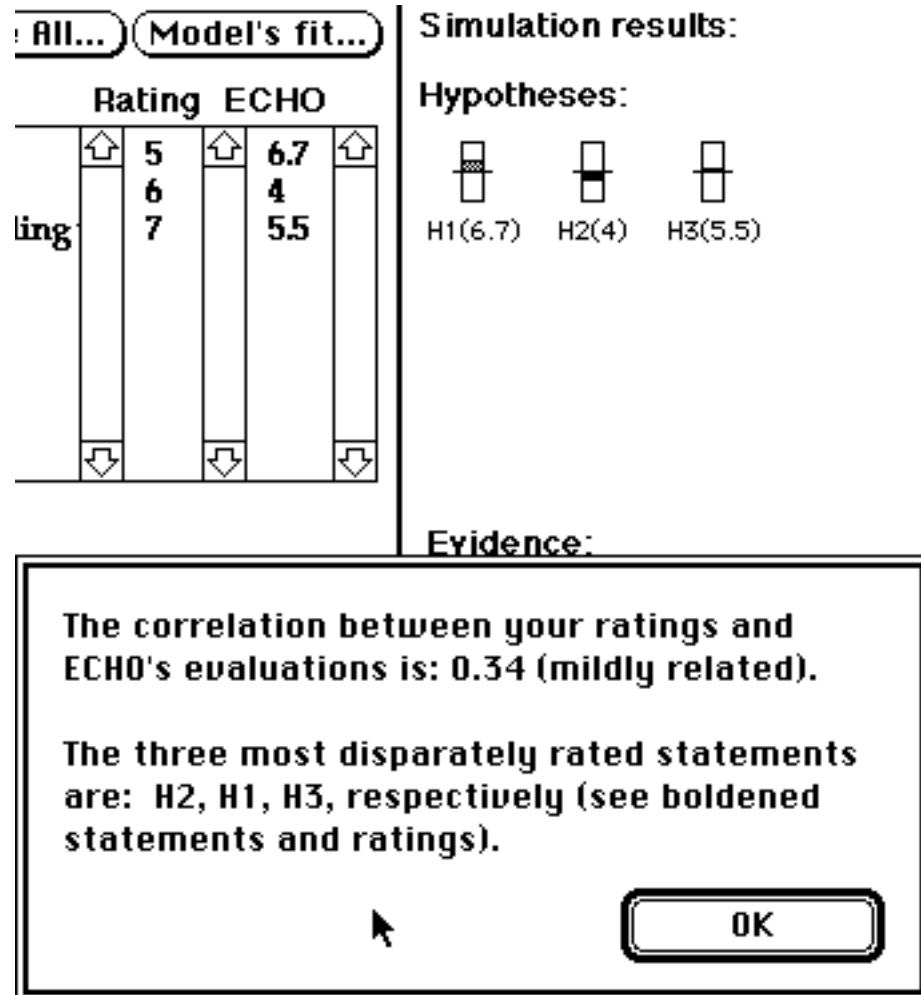 e All...) Model's fit...
Rating ECHO
5 6.7
6 4
ling 7 5.5
Simulation results:
Hypotheses:
H1(6.7) H2(4) H3(5.5)
Evidence:
The correlation between your ratings and
ECHO's evaluations is: 0.34 (mildly related).
The three most disparately rated statements
are: H2, H1, H3, respectively (see boldened
statements and ratings).
OK